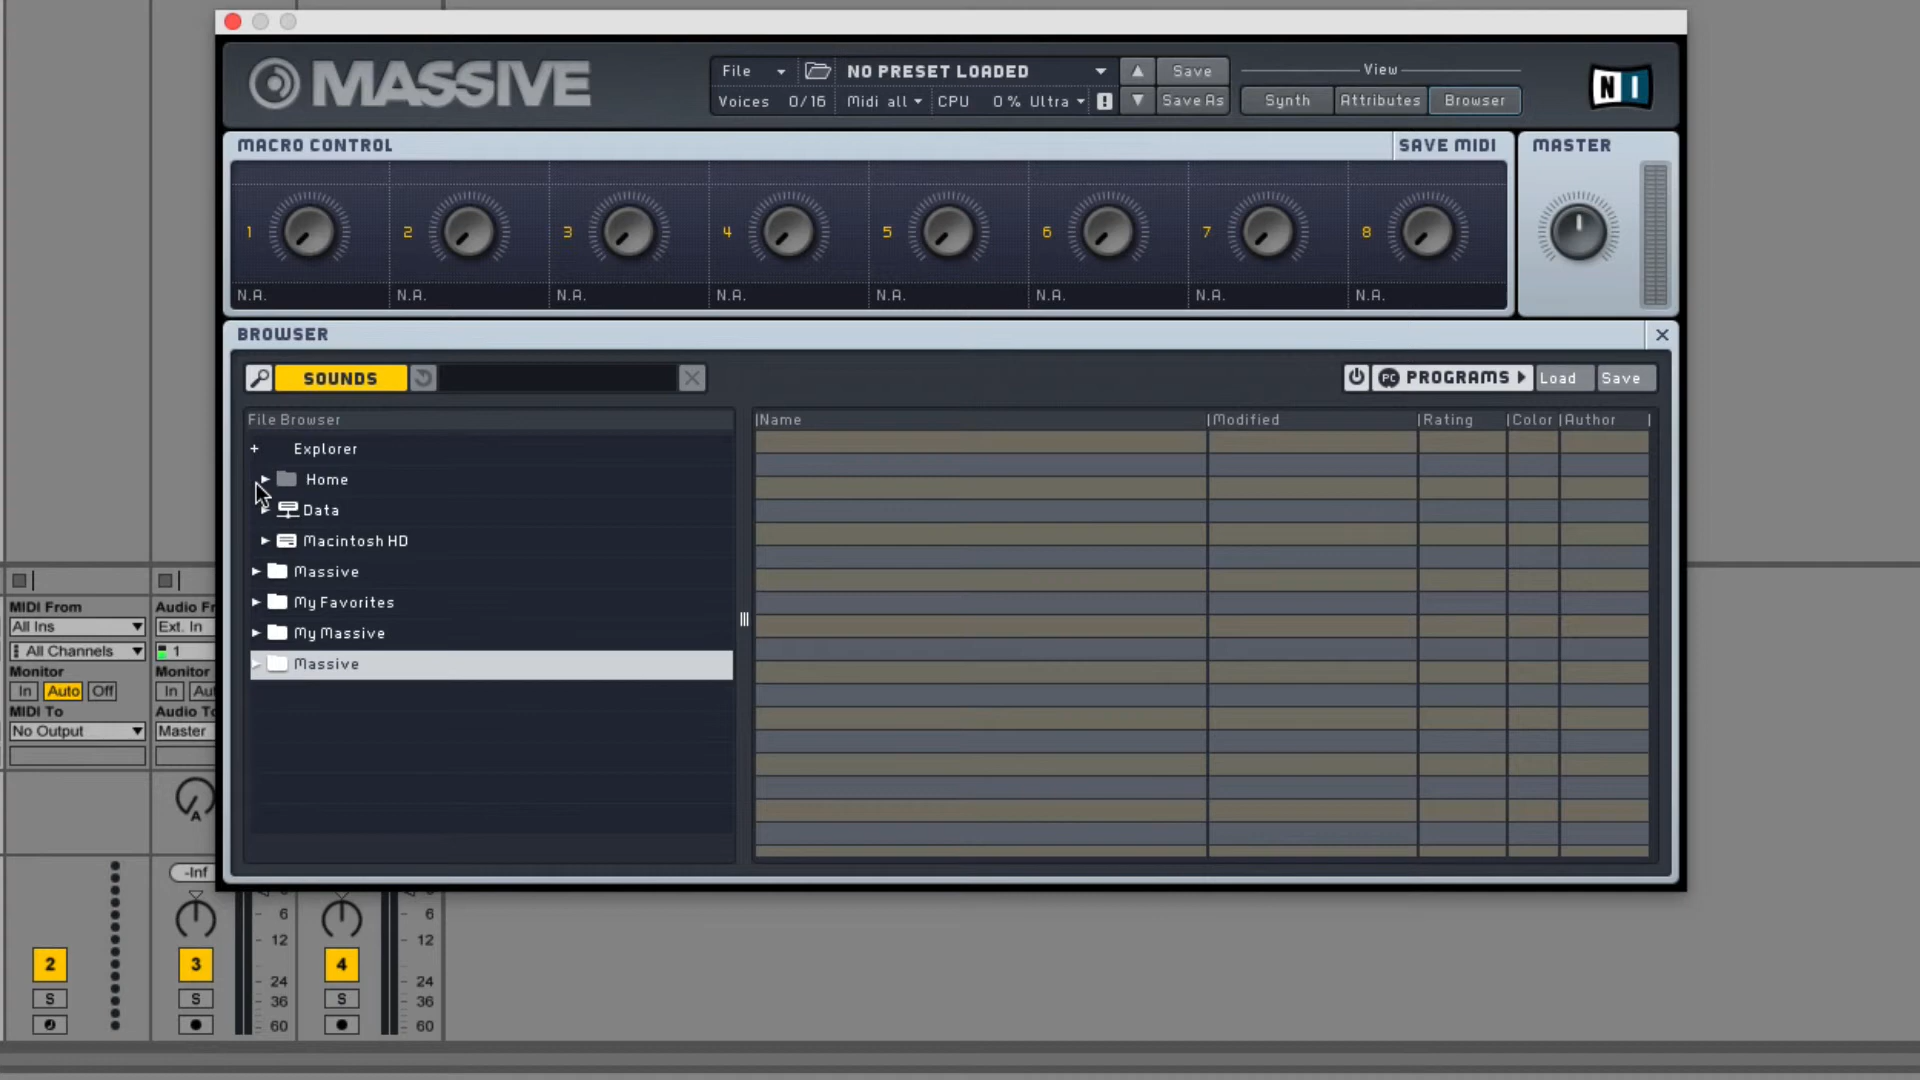 MASSIVE
File
NO PRESET LOADED
Save
View
Voices 0/16 Midi all CPU 0% Ultra
Save As
Synth Attributes Browser
NI
MACRO CONTROL
SAVE MIDI
MASTER
1 2 3 4 5 6 7 8
N.A. N.A. N.A. N.A. N.A. N.A. N.A. N.A.
BROWSER
SOUNDS
PC PROGRAMS Load Save
File Browser
Name Modified Rating Color Author
+ Explorer
Home
Data
Macintosh HD
Massive
My Favorites
My Massive
Massive
MIDI From Audio Fr
All Ins Ext. In
All Channels 1
Monitor Monitor
In Auto Off In Au
MIDI To Audio To
No Output Master
A
-Inf
6 6
12 12
2 3 4
24 24
S S S
36 36
60 60